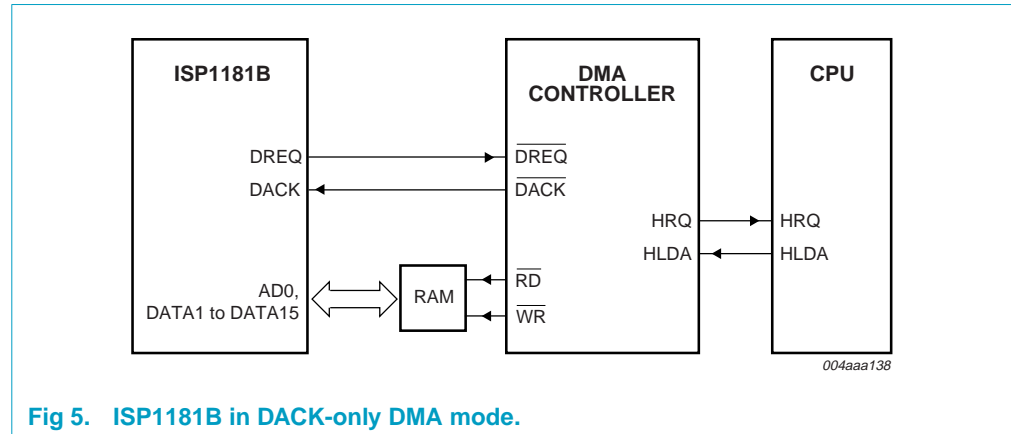 ISP1181B
DMA
CONTROLLER
CPU
DREQ
DREQ
DACK
DACK
HRQ
HRQ
HLDA
HLDA
AD0,
DATA1 to DATA15
RAM
RD
WR
004aaa138
Fig 5. ISP1181B in DACK-only DMA mode.